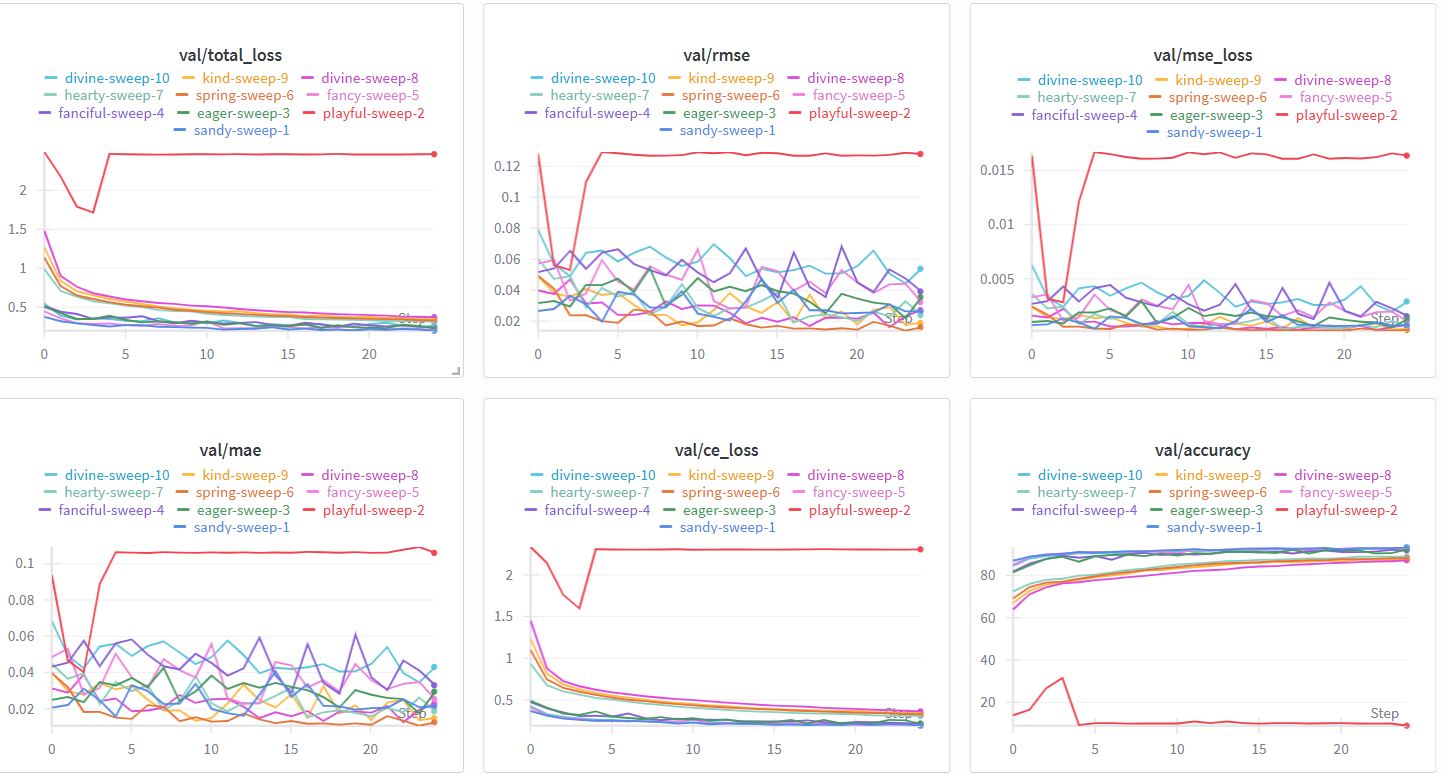 val/total_loss
divine-sweep-10 kind-sweep-9 divine-sweep-8
hearty-sweep-7 spring-sweep-6 fancy-sweep-5
fanciful-sweep-4 eager-sweep-3 playful-sweep-2
sandy-sweep-1
2
1.5
1
0.5
Step
0 5 10 15 20
val/rmse
divine-sweep-10 kind-sweep-9 divine-sweep-8
hearty-sweep-7 spring-sweep-6 fancy-sweep-5
fanciful-sweep-4 eager-sweep-3 playful-sweep-2
sandy-sweep-1
0.12
0.1
0.08
0.06
0.04
0.02
Step
0 5 10 15 20
val/mse_loss
divine-sweep-10 kind-sweep-9 divine-sweep-8
hearty-sweep-7 spring-sweep-6 fancy-sweep-5
fanciful-sweep-4 eager-sweep-3 playful-sweep-2
sandy-sweep-1
0.015
0.01
0.005
Step
0 5 10 15 20
val/mae
divine-sweep-10 kind-sweep-9 divine-sweep-8
hearty-sweep-7 spring-sweep-6 fancy-sweep-5
fanciful-sweep-4 eager-sweep-3 playful-sweep-2
sandy-sweep-1
0.1
0.08
0.06
0.04
0.02
Step
0 5 10 15 20
val/ce_loss
divine-sweep-10 kind-sweep-9 divine-sweep-8
hearty-sweep-7 spring-sweep-6 fancy-sweep-5
fanciful-sweep-4 eager-sweep-3 playful-sweep-2
sandy-sweep-1
2
1.5
1
0.5
Step
0 5 10 15 20
val/accuracy
divine-sweep-10 kind-sweep-9 divine-sweep-8
hearty-sweep-7 spring-sweep-6 fancy-sweep-5
fanciful-sweep-4 eager-sweep-3 playful-sweep-2
sandy-sweep-1
80
60
40
20
Step
0 5 10 15 20